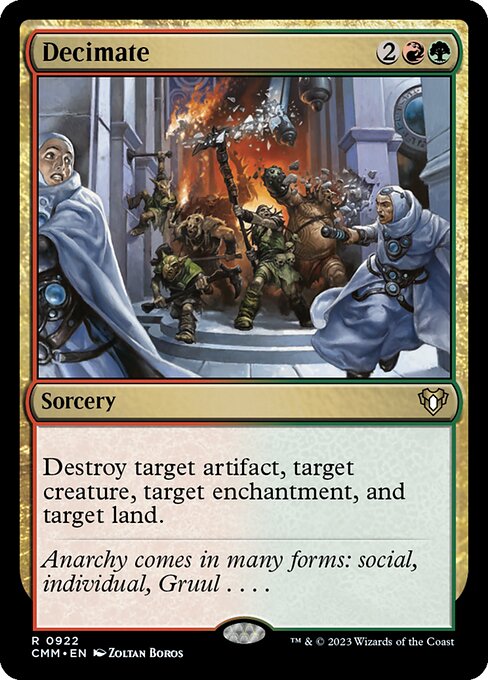 Decimate 2
Sorcery
Destroy target artifact, target
creature, target enchantment, and
target land.
Anarchy comes in many forms: social,
individual, Gruul . . . .
R 0922
CMM • EN Zoltan Boros
™ & © 2023 Wizards of the Coast